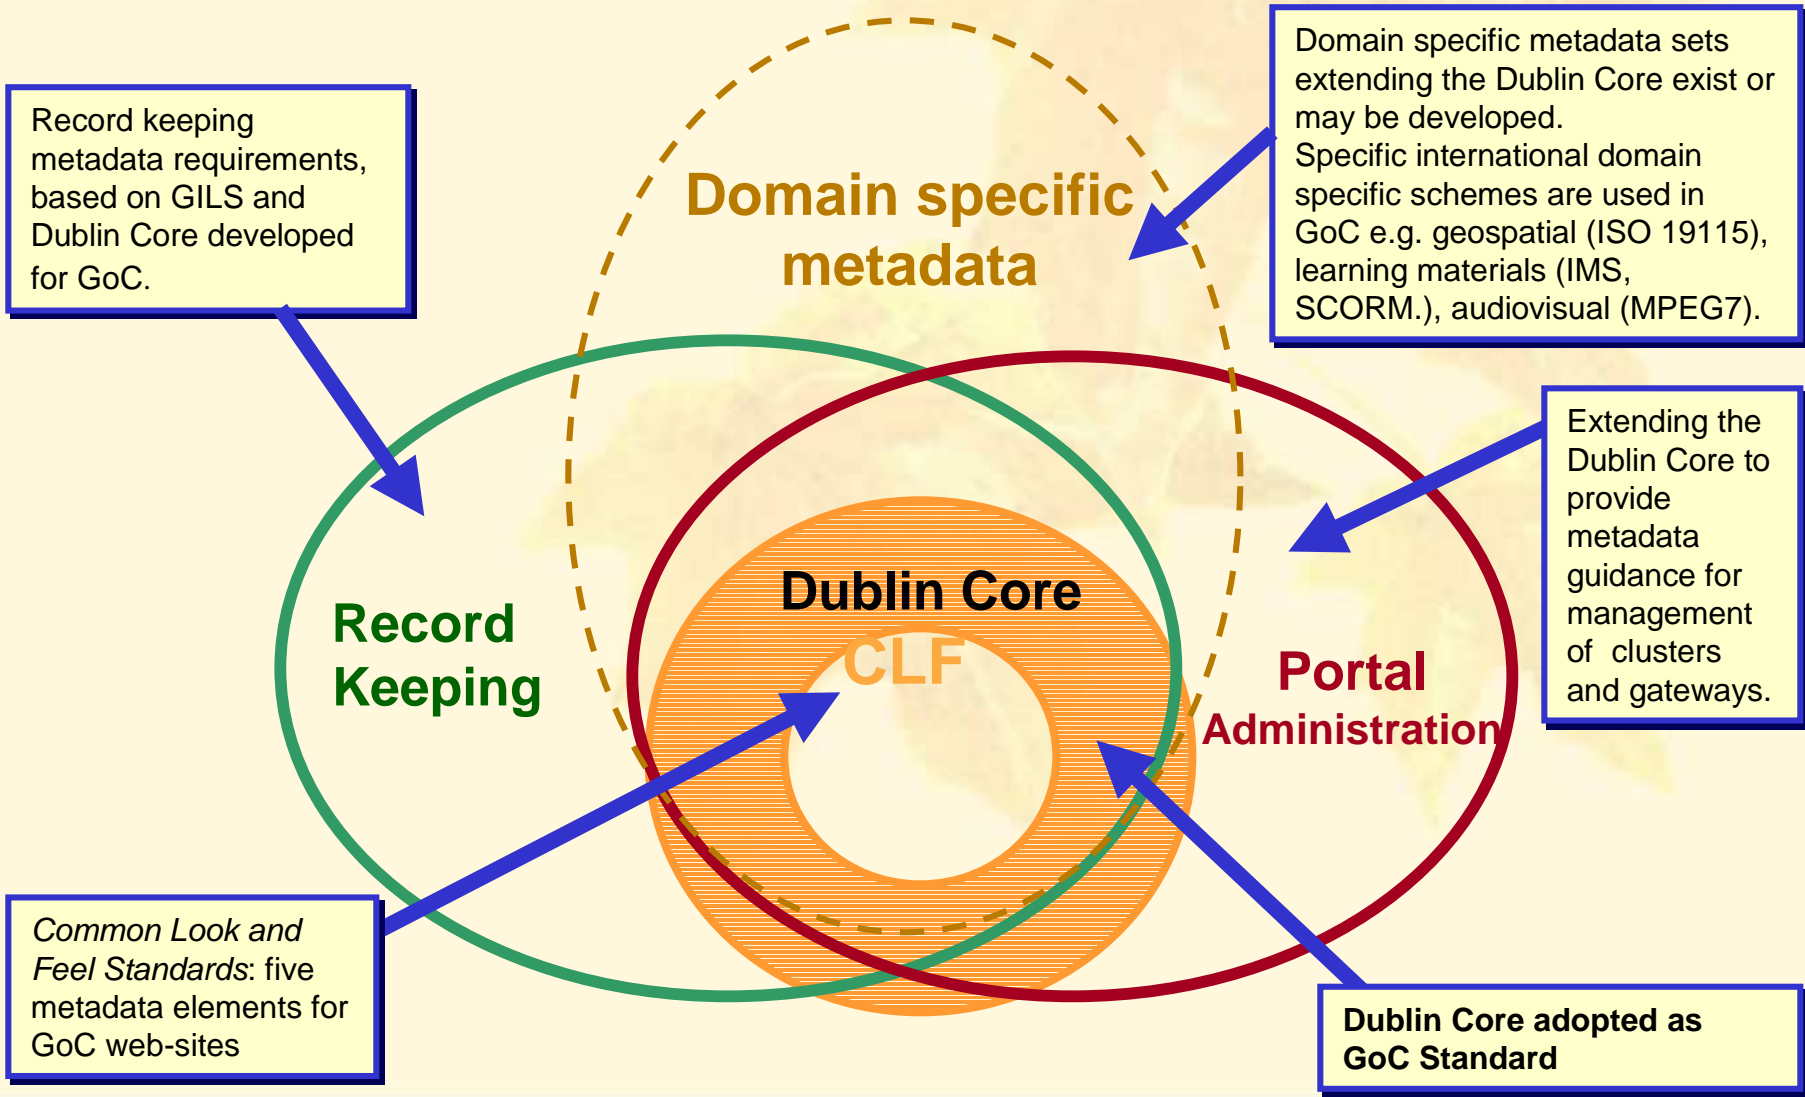 Domain specific metadata sets
extending the Dublin Core exist or
may be developed.
Specific international domain
specific schemes are used in
GoC e.g. geospatial (ISO 19115),
learning materials (IMS,
SCORM.), audiovisual (MPEG7).
Record keeping
metadata requirements,
based on GILS and
Dublin Core developed
for GoC.
Domain specific
metadata
Extending the
Dublin Core to
provide
metadata
guidance for
management
of clusters
and gateways.
Dublin Core
CLF
Record
Keeping
Portal
Administration
Common Look and
Feel Standards: five
metadata elements for
GoC web-sites
Dublin Core adopted as
GoC Standard